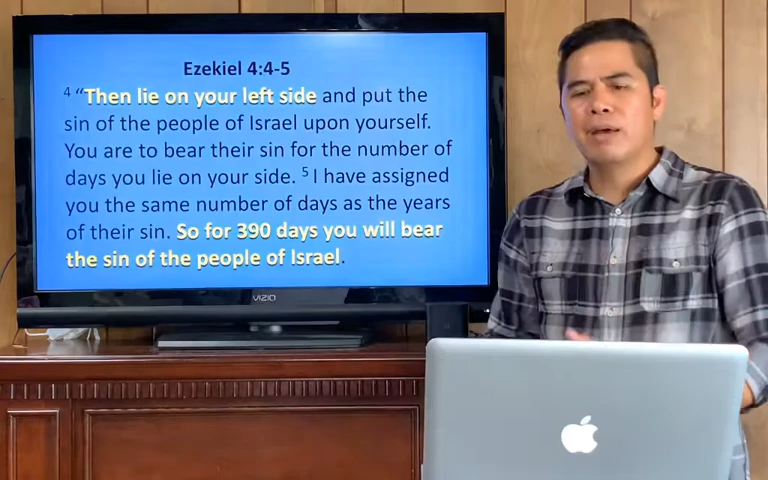 Ezekiel 4:4-5
4 “Then lie on your left side and put the
sin of the people of Israel upon yourself.
You are to bear their sin for the number of
days you lie on your side. 5 I have assigned
you the same number of days as the years
of their sin. So for 390 days you will bear
the sin of the people of Israel.
VIZIO